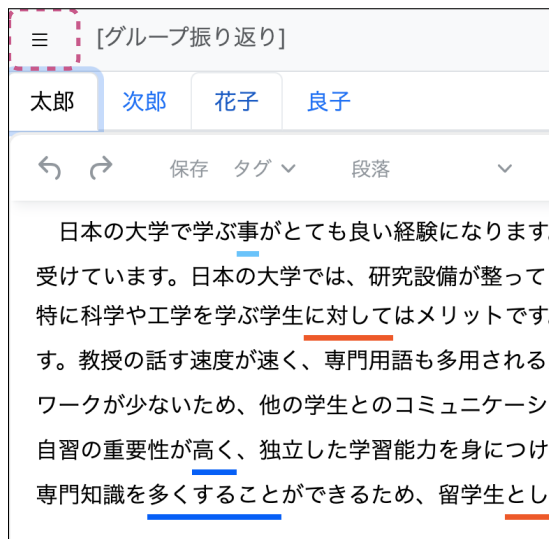 [グループ振り返り]
太郎 次郎 花子 良子
保存 タグ 段落
日本の大学で学ぶ事がとても良い経験になります。
受けています。日本の大学では、研究設備が整って
特に科学や工学を学ぶ学生に対してはメリットです。
す。教授の話す速度が速く、専門用語も多用される
ワークが少ないため、他の学生とのコミュニケーシ
自習の重要性が高く、独立した学習能力を身につけ
専門知識を多くすることができるため、留学生とし